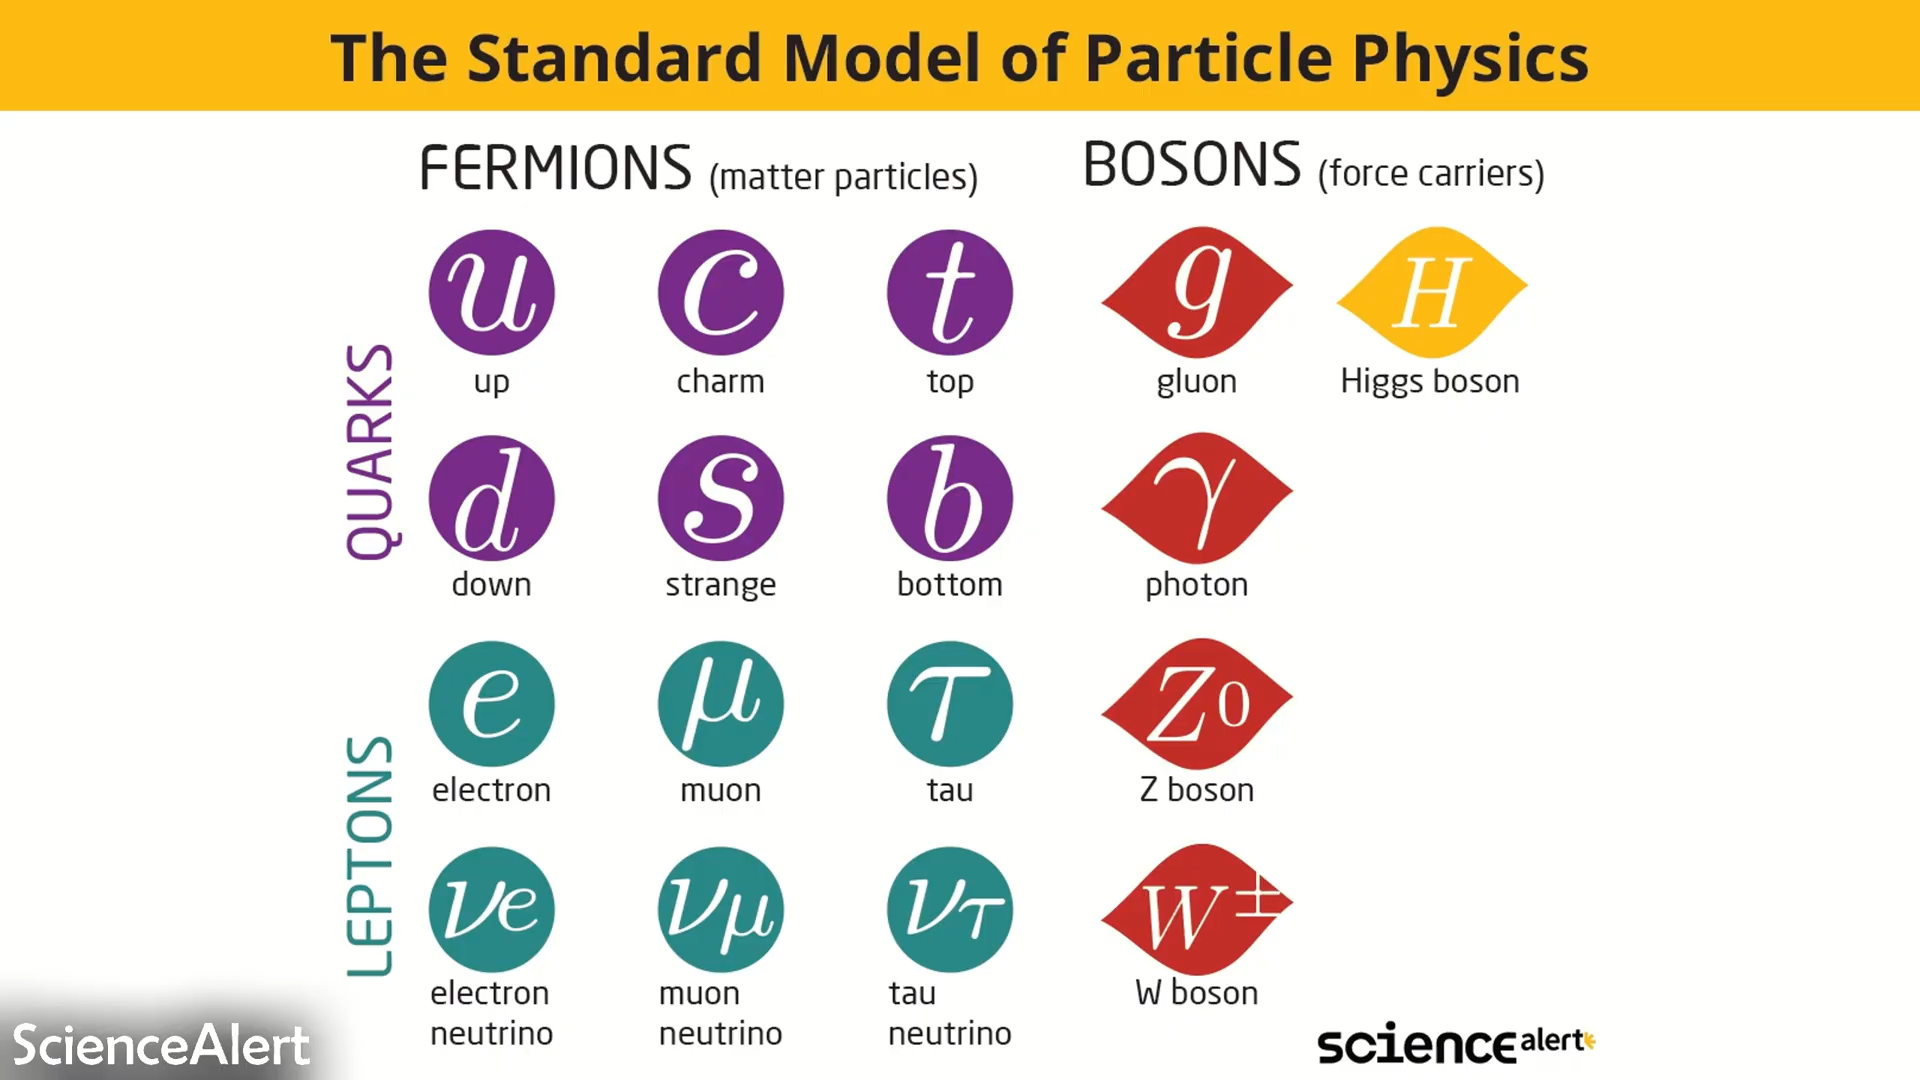 The Standard Model of Particle Physics
FERMIONS (matter particles)
BOSONS (force carriers)
QUARKS
u
c
t
g
H
up
charm
top
gluon
Higgs boson
d
s
b
γ
down
strange
bottom
photon
LEPTONS
e
μ
τ
Z0
electron
muon
tau
Z boson
νe
νμ
ντ
W±
electron
neutrino
muon
neutrino
tau
neutrino
W boson
ScienceAlert
science alert